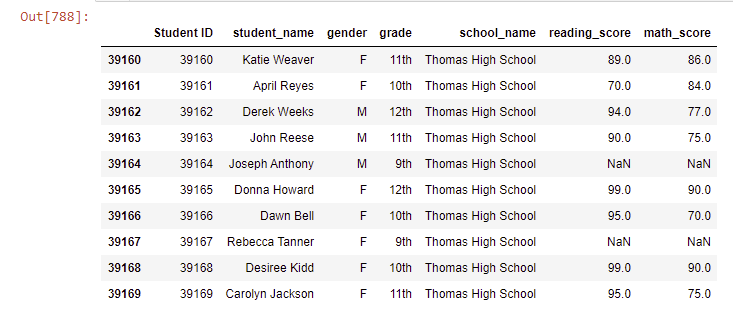 Out[788]:
Student ID student_name gender grade school_name reading_score math_score
39160 39160 Katie Weaver F 11th Thomas High School 89.0 86.0
39161 39161 April Reyes F 10th Thomas High School 70.0 84.0
39162 39162 Derek Weeks M 12th Thomas High School 94.0 77.0
39163 39163 John Reese M 11th Thomas High School 90.0 75.0
39164 39164 Joseph Anthony M 9th Thomas High School NaN NaN
39165 39165 Donna Howard F 12th Thomas High School 99.0 90.0
39166 39166 Dawn Bell F 10th Thomas High School 95.0 70.0
39167 39167 Rebecca Tanner F 9th Thomas High School NaN NaN
39168 39168 Desiree Kidd F 10th Thomas High School 99.0 90.0
39169 39169 Carolyn Jackson F 11th Thomas High School 95.0 75.0